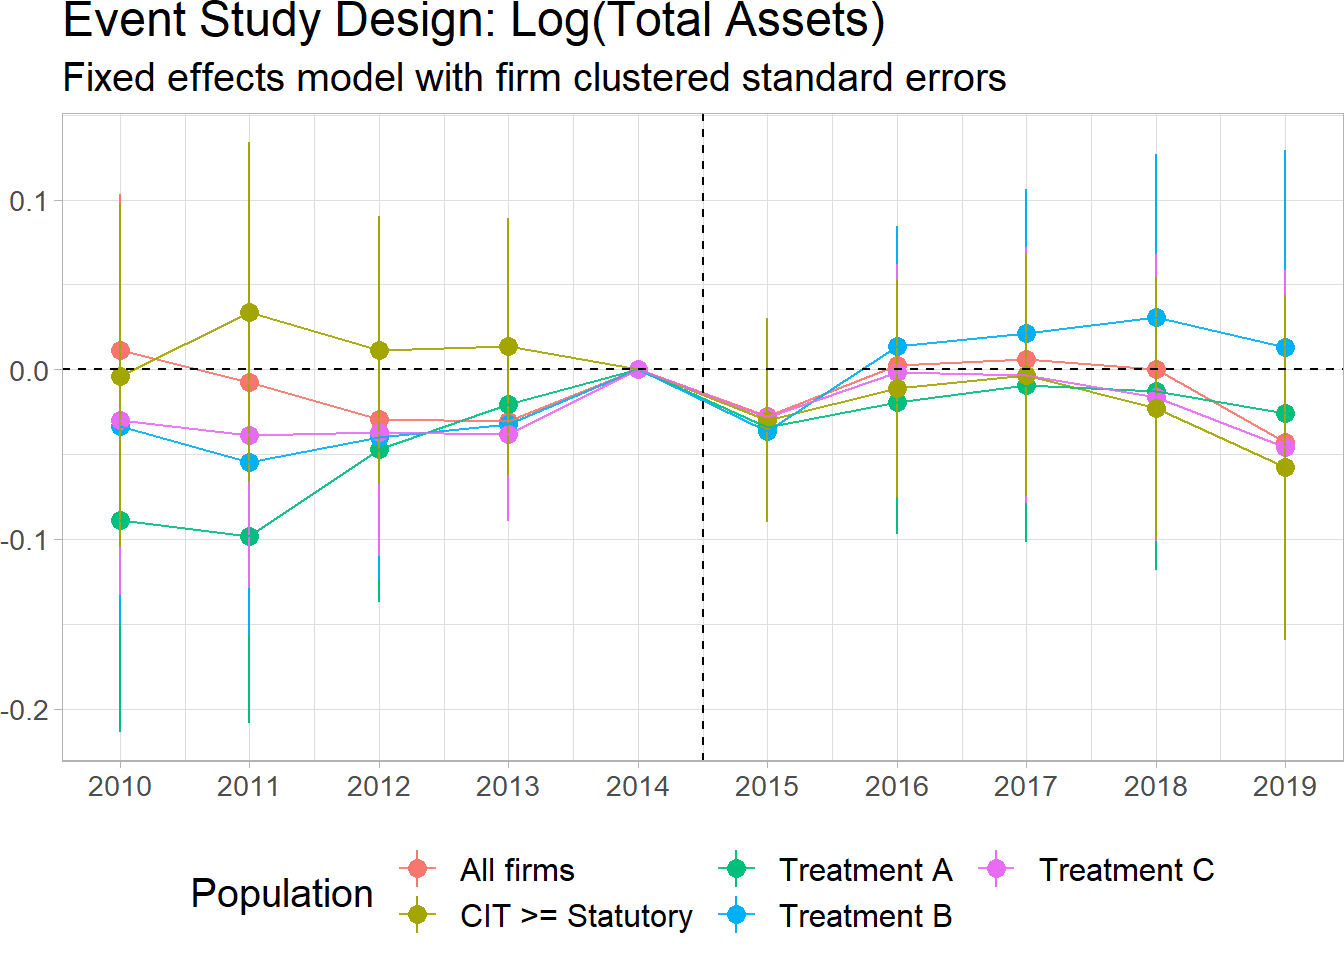 Event Study Design: Log(Total Assets)
Fixed effects model with firm clustered standard errors
0.1
0.0
-0.1
-0.2
2010 2011 2012 2013 2014 2015 2016 2017 2018 2019
Population
All firms
CIT >= Statutory
Treatment A
Treatment B
Treatment C